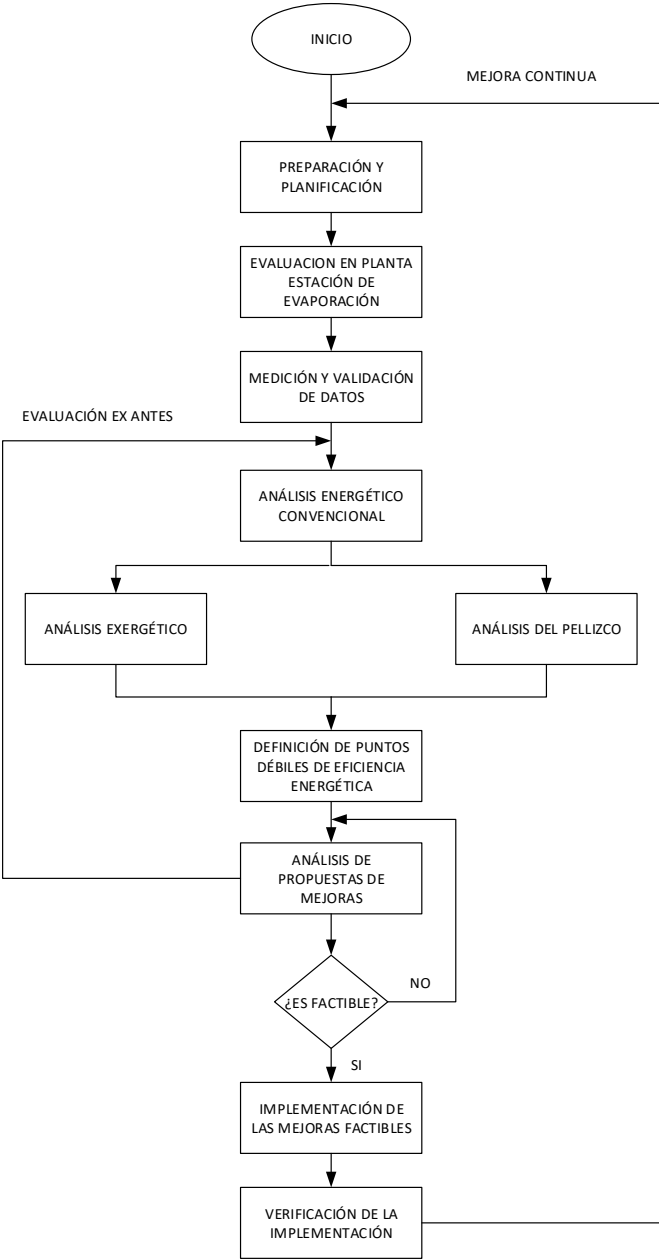 INICIO
MEJORA CONTINUA
PREPARACIÓN Y
PLANIFICACIÓN
EVALUACION EN PLANTA
ESTACIÓN DE
EVAPORACIÓN
MEDICIÓN Y VALIDACIÓN
DE DATOS
EVALUACIÓN EX ANTES
ANÁLISIS ENERGÉTICO
CONVENCIONAL
ANÁLISIS EXERGÉTICO
ANÁLISIS DEL PELLIZCO
DEFINICIÓN DE PUNTOS
DÉBILES DE EFICIENCIA
ENERGÉTICA
ANÁLISIS DE
PROPUESTAS DE
MEJORAS
¿ES FACTIBLE?
NO
SI
IMPLEMENTACIÓN DE
LAS MEJORAS FACTIBLES
VERIFICACIÓN DE LA
IMPLEMENTACIÓN